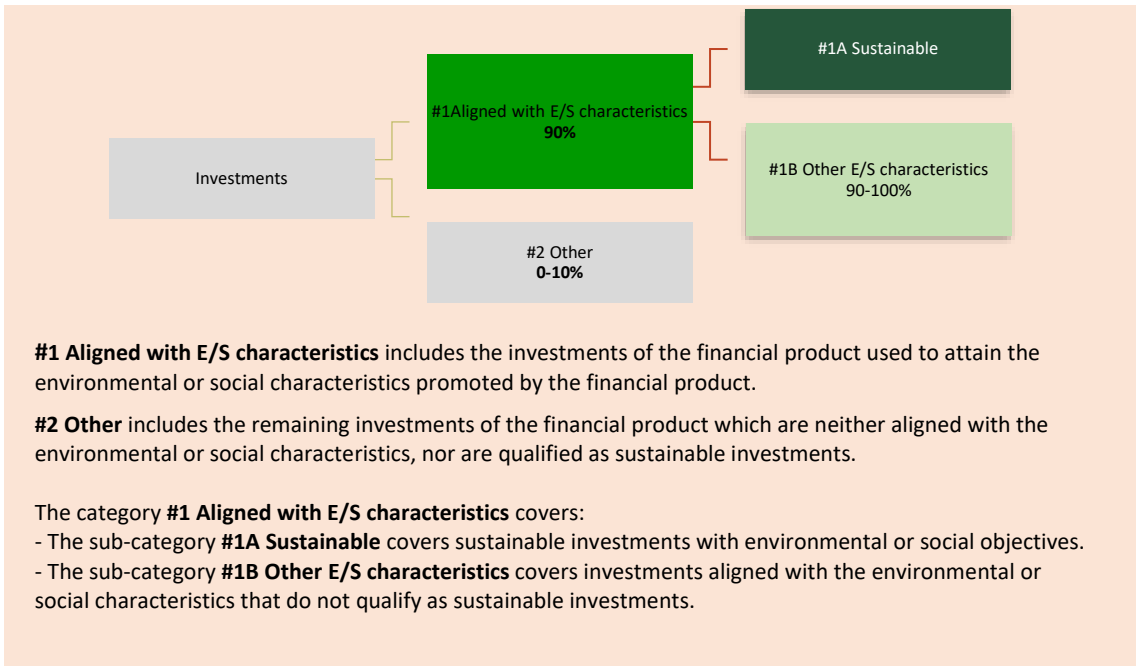 #1A Sustainable
#1Aligned with E/S characteristics
90%
Investments
#1B Other E/S characteristics
90-100%
#2 Other
0-10%
#1 Aligned with E/S characteristics includes the investments of the financial product used to attain the
environmental or social characteristics promoted by the financial product.
#2 Other includes the remaining investments of the financial product which are neither aligned with the
environmental or social characteristics, nor are qualified as sustainable investments.
The category #1 Aligned with E/S characteristics covers:
- The sub-category #1A Sustainable covers sustainable investments with environmental or social objectives.
- The sub-category #1B Other E/S characteristics covers investments aligned with the environmental or
social characteristics that do not qualify as sustainable investments.